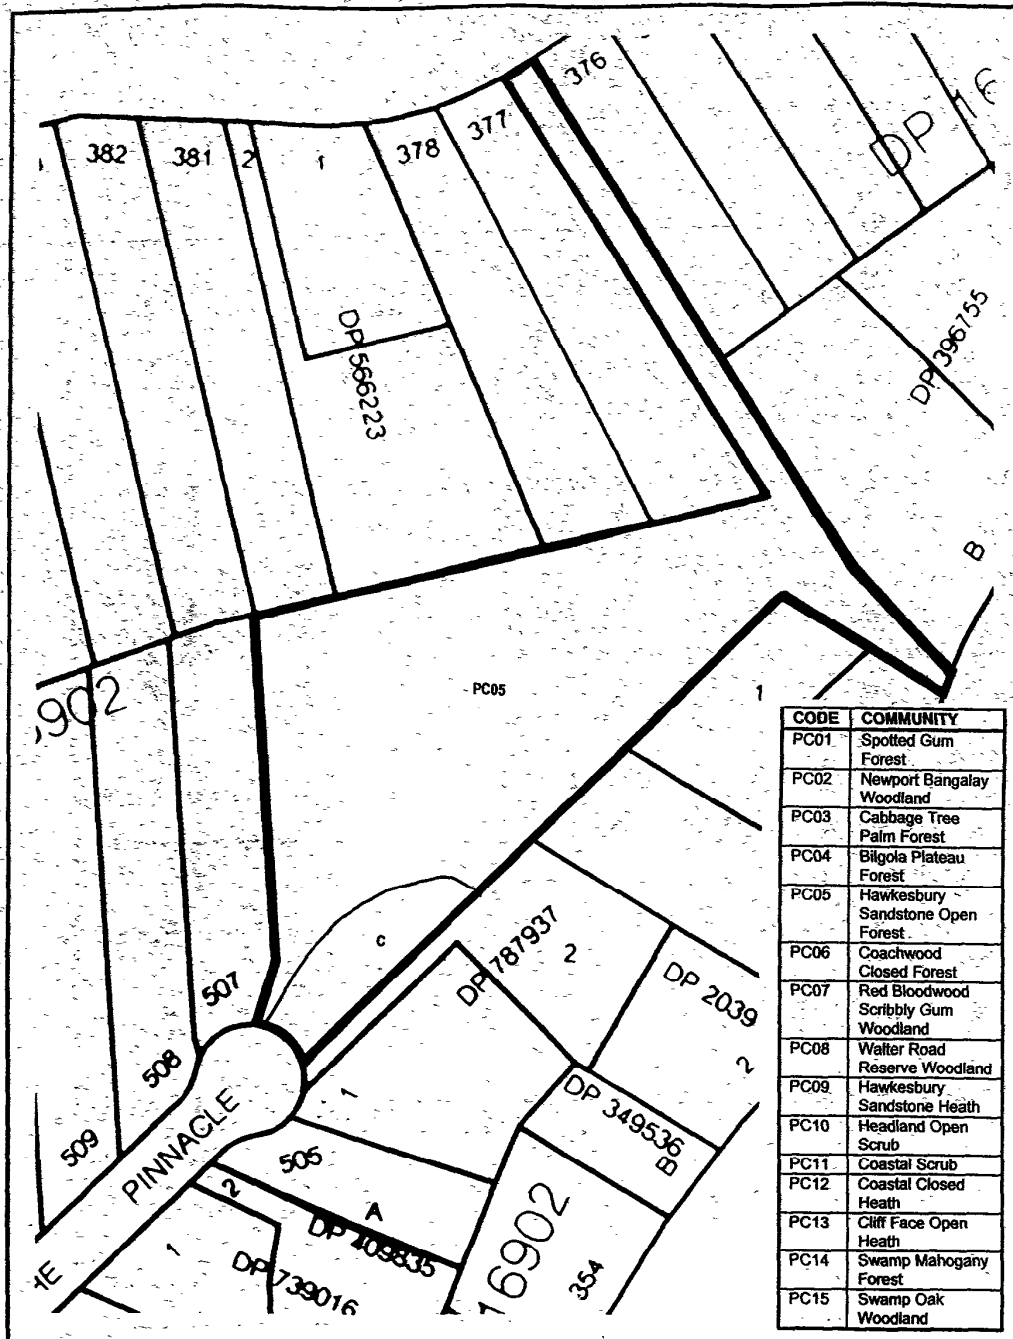 376
377
378
382
381
2
1
DP 16
DP 566223
DP 396755
B
PC05
902
1
c
507
508
509
PINNACLE
HE
DP 787937
2
DP 2039
2
1
DP 349536
B
505
2
A
DP 409835
1
DP 739016
16902
354
CODE COMMUNITY
PC01 Spotted Gum
Forest
PC02 Newport Bangalay
Woodland
PC03 Cabbage Tree
Palm Forest
PC04 Bilgola Plateau
Forest
PC05 Hawkesbury
Sandstone Open
Forest
PC06 Coachwood
Closed Forest
PC07 Red Bloodwood
Scribbly Gum
Woodland
PC08 Walter Road
Reserve Woodland
PC09 Hawkesbury
Sandstone Heath
PC10 Headland Open
Scrub
PC11 Coastal Scrub
PC12 Coastal Closed
Heath
PC13 Cliff Face Open
Heath
PC14 Swamp Mahogany
Forest
PC15 Swamp Oak
Woodland